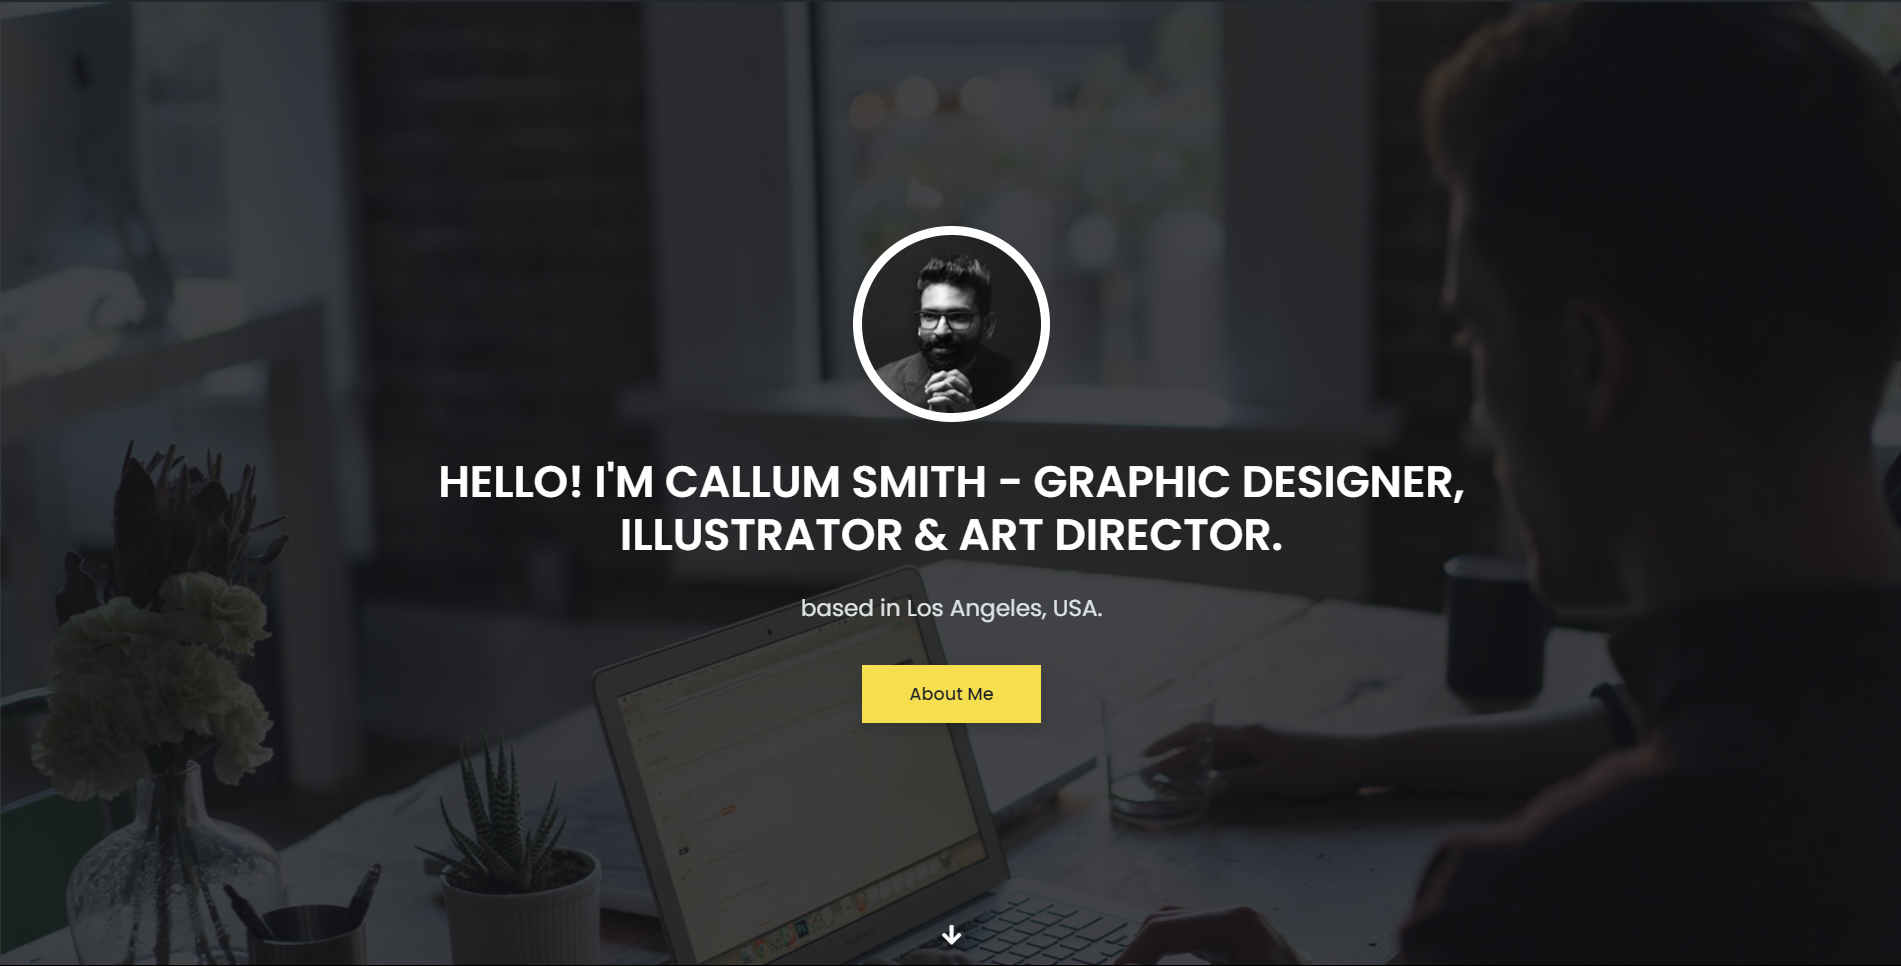 HELLO! I'M CALLUM SMITH - GRAPHIC DESIGNER,
ILLUSTRATOR & ART DIRECTOR.
based in Los Angeles, USA.
About Me